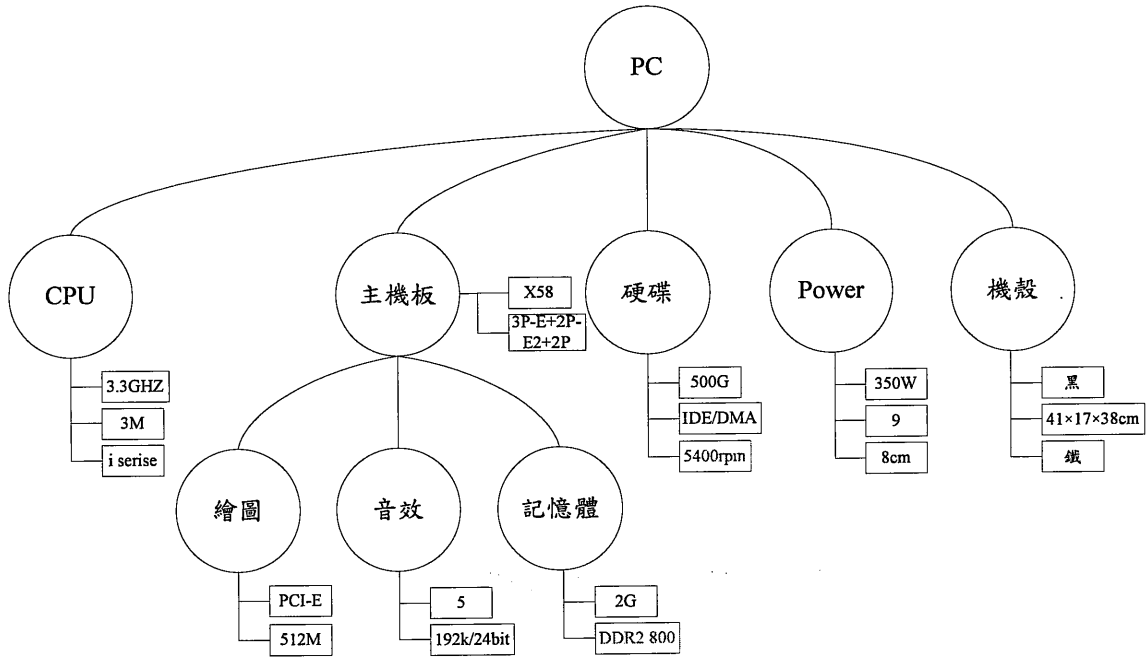 PC
CPU
主機板
硬碟
Power
機殼
X58
3P-E+2P-
E2+2P
3.3GHZ
3M
i serise
500G
IDE/DMA
5400rpm
350W
9
8cm
黑
41×17×38cm
鐵
繪圖
音效
記憶體
PCI-E
512M
5
192k/24bit
2G
DDR2 800